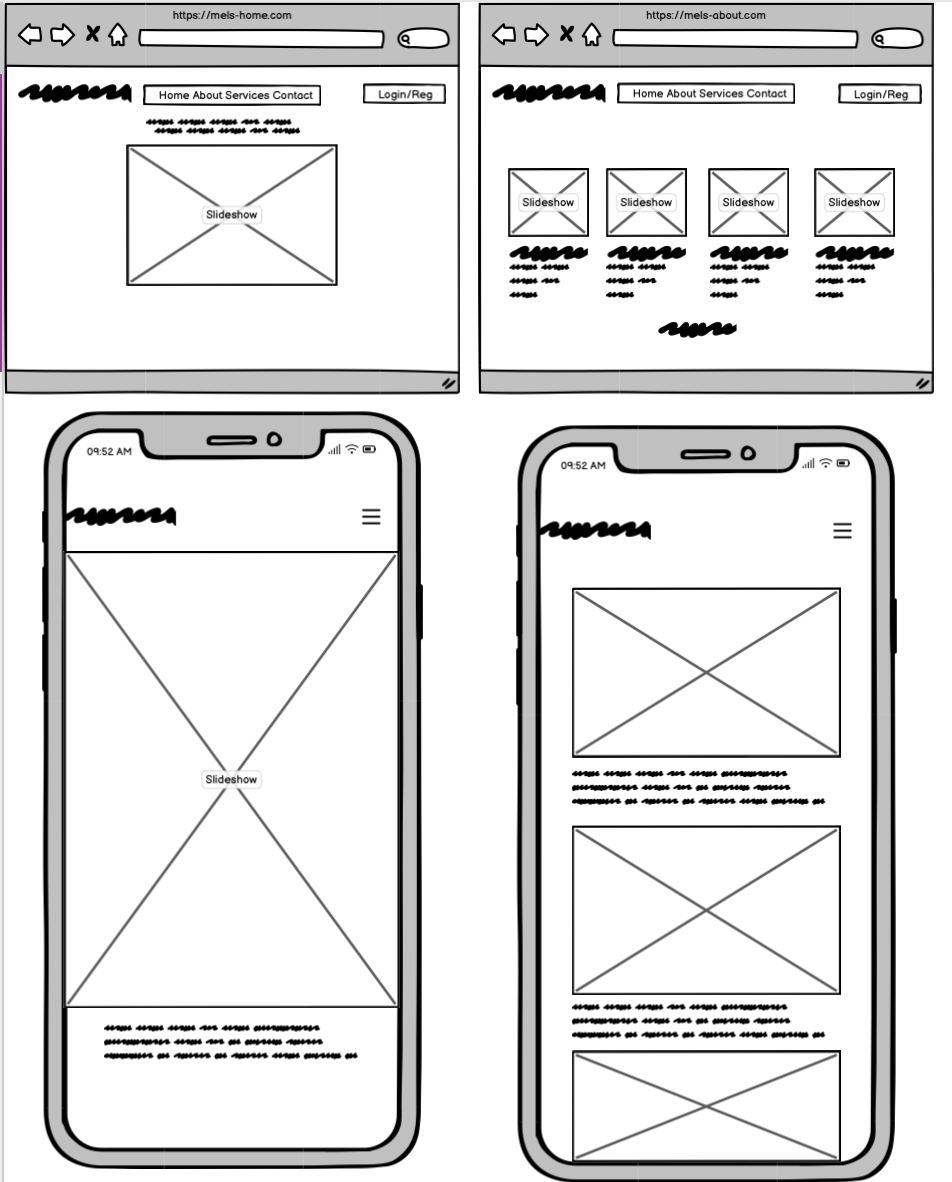 https://mels-home.com
Home About Services Contact
Login/Reg
Slideshow
https://mels-about.com
Home About Services Contact
Login/Reg
Slideshow
Slideshow
Slideshow
Slideshow
09:52 AM
Slideshow
09:52 AM